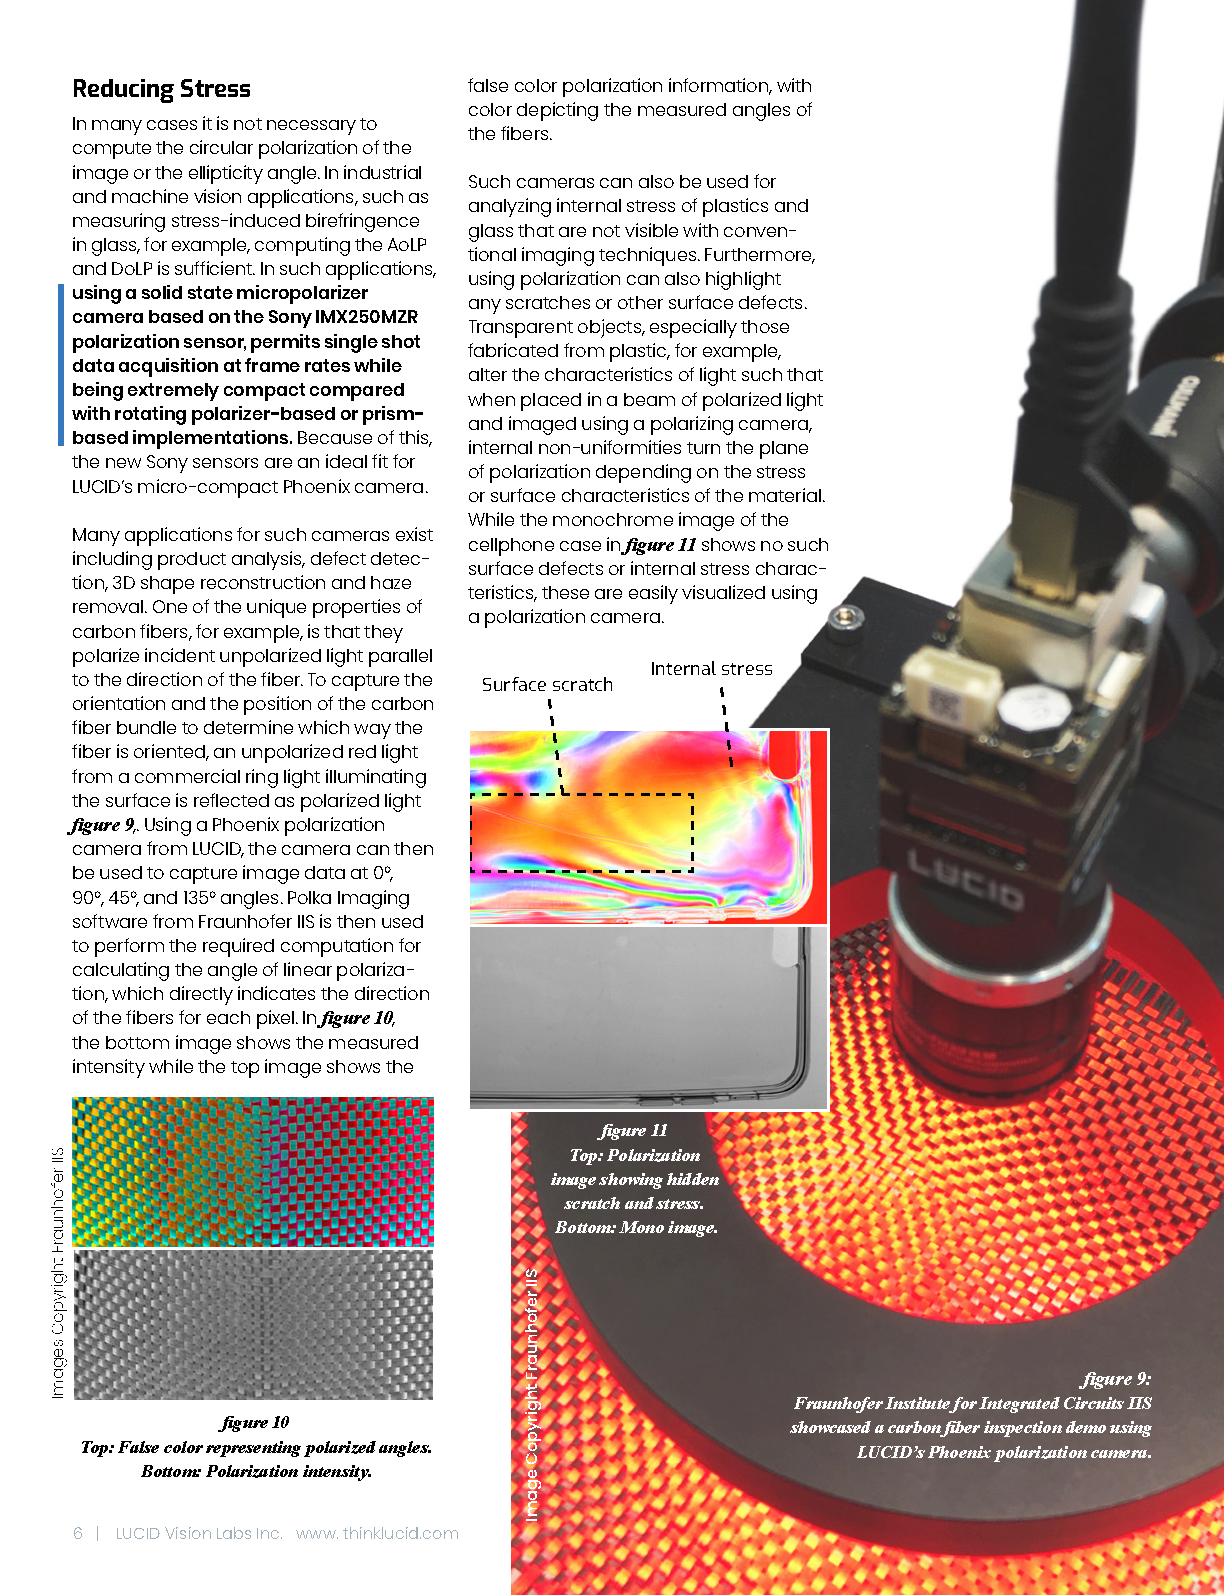 Reducing Stress
In many cases it is not necessary to
compute the circular polarization of the
image or the ellipticity angle. In industrial
and machine vision applications, such as
measuring stress-induced birefringence
in glass, for example, computing the AoLP
and DoLP is sufficient. In such applications,
using a solid state micropolarizer
camera based on the Sony IMX250MZR
polarization sensor, permits single shot
data acquisition at frame rates while
being extremely compact compared
with rotating polarizer-based or prism-
based implementations. Because of this,
the new Sony sensors are an ideal fit for
LUCID's micro-compact Phoenix camera.
Many applications for such cameras exist
including product analysis, defect detec-
tion, 3D shape reconstruction and haze
removal. One of the unique properties of
carbon fibers, for example, is that they
polarize incident unpolarized light parallel
to the direction of the fiber. To capture the
orientation and the position of the carbon
fiber bundle to determine which way the
fiber is oriented, an unpolarized red light
from a commercial ring light illuminating
the surface is reflected as polarized light
figure 9,. Using a Phoenix polarization
camera from LUCID, the camera can then
be used to capture image data at 0º,
90º, 45º, and 135º angles. Polka Imaging
software from Fraunhofer IIS is then used
to perform the required computation for
calculating the angle of linear polariza-
tion, which directly indicates the direction
of the fibers for each pixel. In figure 10,
the bottom image shows the measured
intensity while the top image shows the
false color polarization information, with
color depicting the measured angles of
the fibers.
Such cameras can also be used for
analyzing internal stress of plastics and
glass that are not visible with conven-
tional imaging techniques. Furthermore,
using polarization can also highlight
any scratches or other surface defects.
Transparent objects, especially those
fabricated from plastic, for example,
alter the characteristics of light such that
when placed in a beam of polarized light
and imaged using a polarizing camera,
internal non-uniformities turn the plane
of polarization depending on the stress
or surface characteristics of the material.
While the monochrome image of the
cellphone case in figure 11 shows no such
surface defects or internal stress charac-
teristics, these are easily visualized using
a polarization camera.
Surface scratch
Internal stress
figure 11
Top: Polarization
image showing hidden
scratch and stress.
Bottom: Mono image.
Images Copyright Fraunhofer IIS
figure 10
Top: False color representing polarized angles.
Bottom: Polarization intensity.
Image Copyright Fraunhofer IIS
LUCID
figure 9:
Fraunhofer Institute for Integrated Circuits IIS
showcased a carbon fiber inspection demo using
LUCID's Phoenix polarization camera.
6 | LUCID Vision Labs Inc. www. thinklucid.com